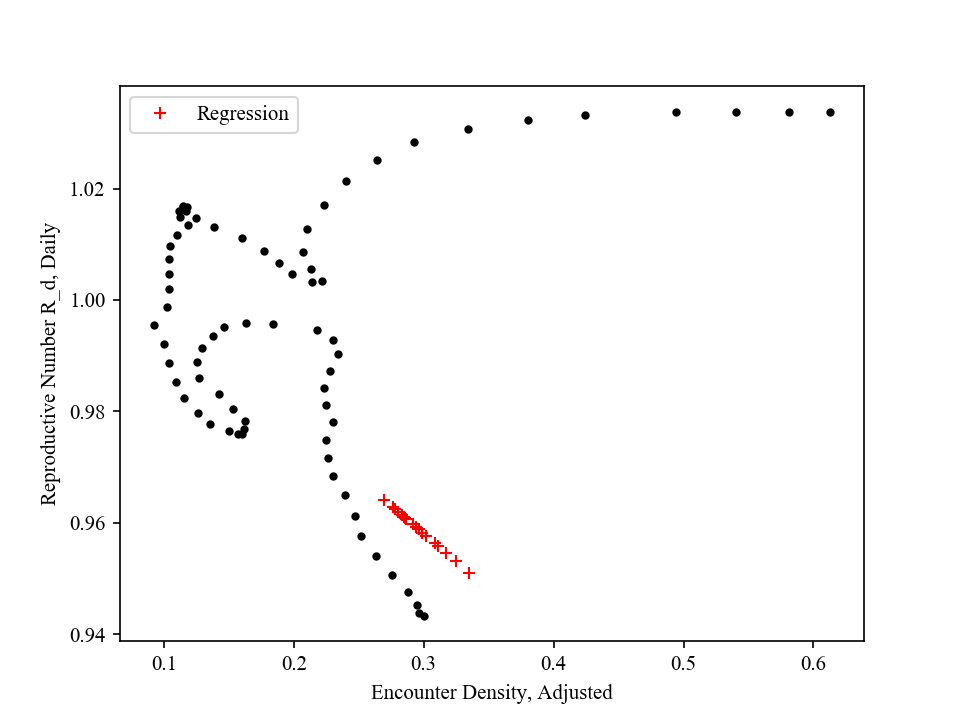 Regression
1.02
1.00
0.98
0.96
0.94
Reproductive Number R_d, Daily
0.1 0.2 0.3 0.4 0.5 0.6
Encounter Density, Adjusted